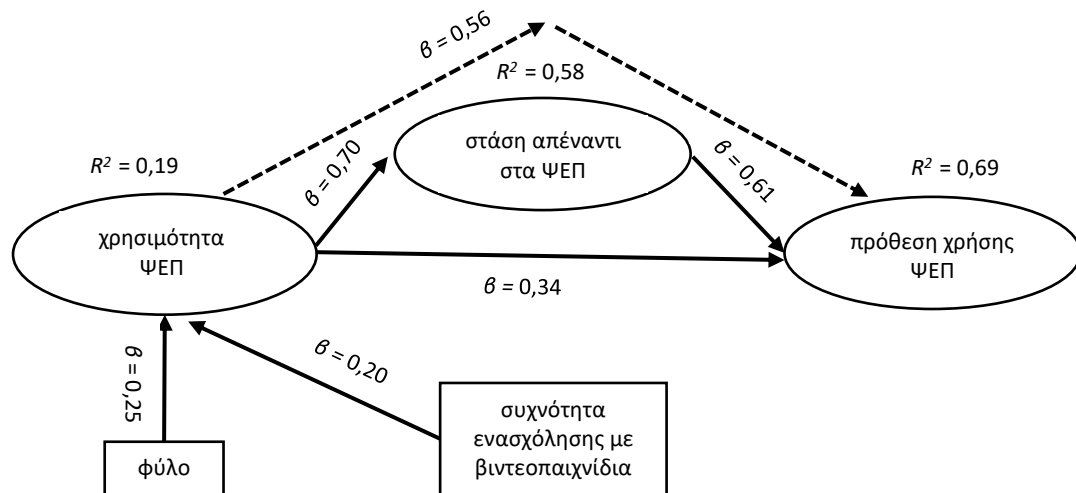 β = 0,56
R² = 0,58
στάση απέναντι
στα ΨΕΠ
R² = 0,19
β = 0,70
β = 0,61
R² = 0,69
χρησιμότητα
ΨΕΠ
πρόθεση χρήσης
ΨΕΠ
β = 0,34
β = 0,25
β = 0,20
συχνότητα
ενασχόλησης με
βιντεοπαιχνίδια
φύλο